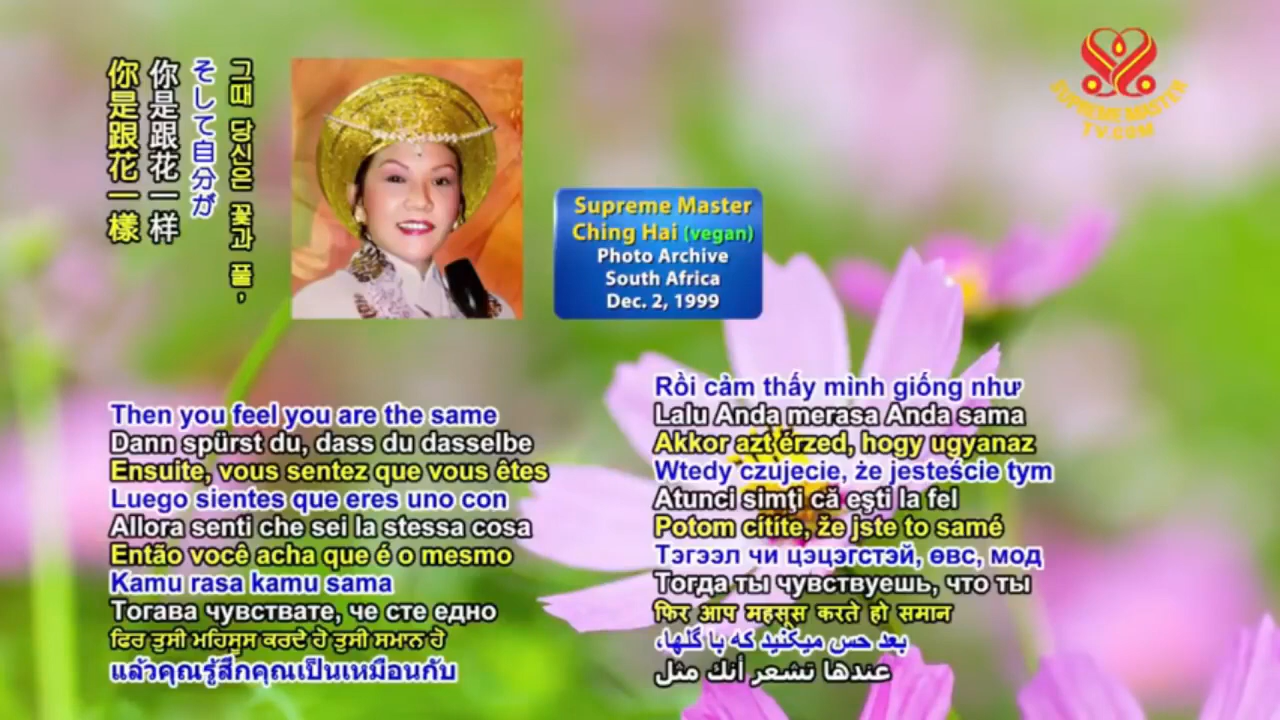 그때 당신은 꽃과 풀,
そして自分が
你是跟花一样
你是跟花一樣
SUPREME MASTER
TV.COM
Supreme Master
Ching Hai (vegan)
Photo Archive
South Africa
Dec. 2, 1999
Then you feel you are the same
Dann spürst du, dass du dasselbe
Ensuite, vous sentez que vous êtes
Luego sientes que eres uno con
Allora senti che sei la stessa cosa
Então você acha que é o mesmo
Kamu rasa kamu sama
Тогава чувствате, че сте едно
ਫਿਰ ਤੁਸੀ ਮਹਿਸੂਸ ਕਰਦੇ ਹੋ ਤੁਸੀ ਸਮਾਨ ਹੋ
แล้วคุณรู้สึกคุณเป็นเหมือนกับ
Rồi cảm thấy mình giống như
Lalu Anda merasa Anda sama
Akkor azt érzed, hogy ugyanaz
Wtedy czujecie, że jesteście tym
Atunci simţi că eşti la fel
Potom cítíte, že jste to samé
Тэгээл чи цэцэгстэй, өвс, мод
Тогда ты чувствуешь, что ты
फिर आप महसूस करते हो समान
بعد حس میکنید که با گلها،
عندها تشعر أنك مثل